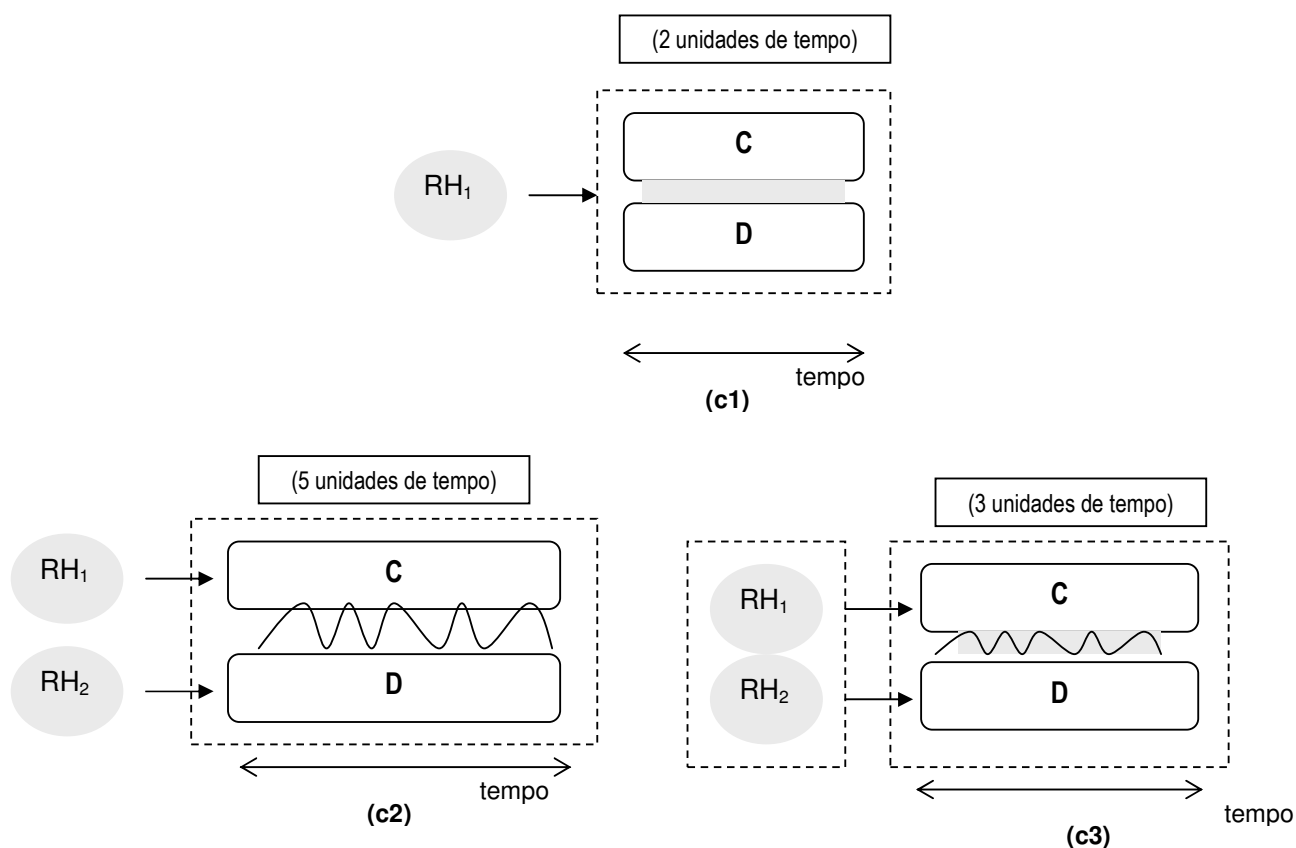 (2 unidades de tempo)
C
RH₁
D
tempo
(c1)
(5 unidades de tempo)
RH₁
C
RH₂
D
tempo
(c2)
(3 unidades de tempo)
RH₁
C
RH₂
D
tempo
(c3)